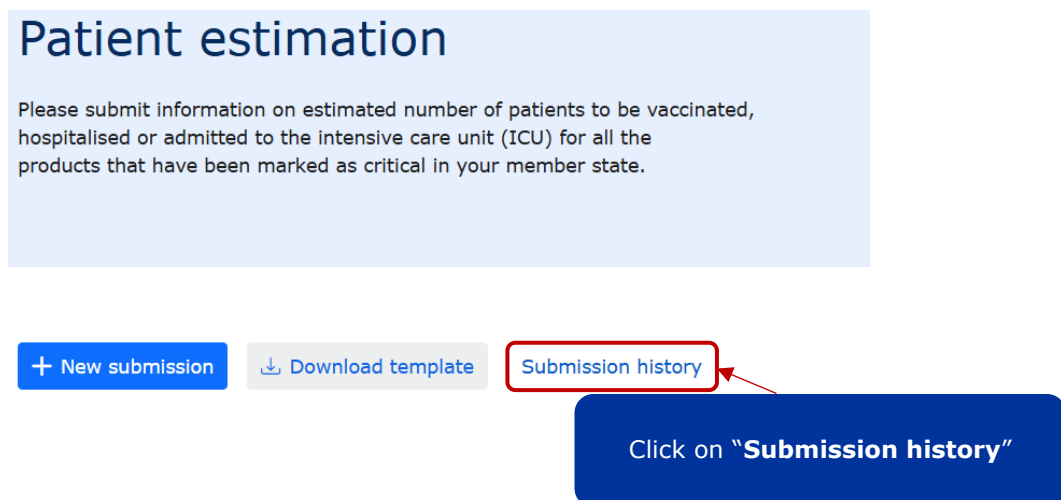 Patient estimation
Please submit information on estimated number of patients to be vaccinated,
hospitalised or admitted to the intensive care unit (ICU) for all the
products that have been marked as critical in your member state.
+ New submission
Download template
Submission history
Click on “Submission history”